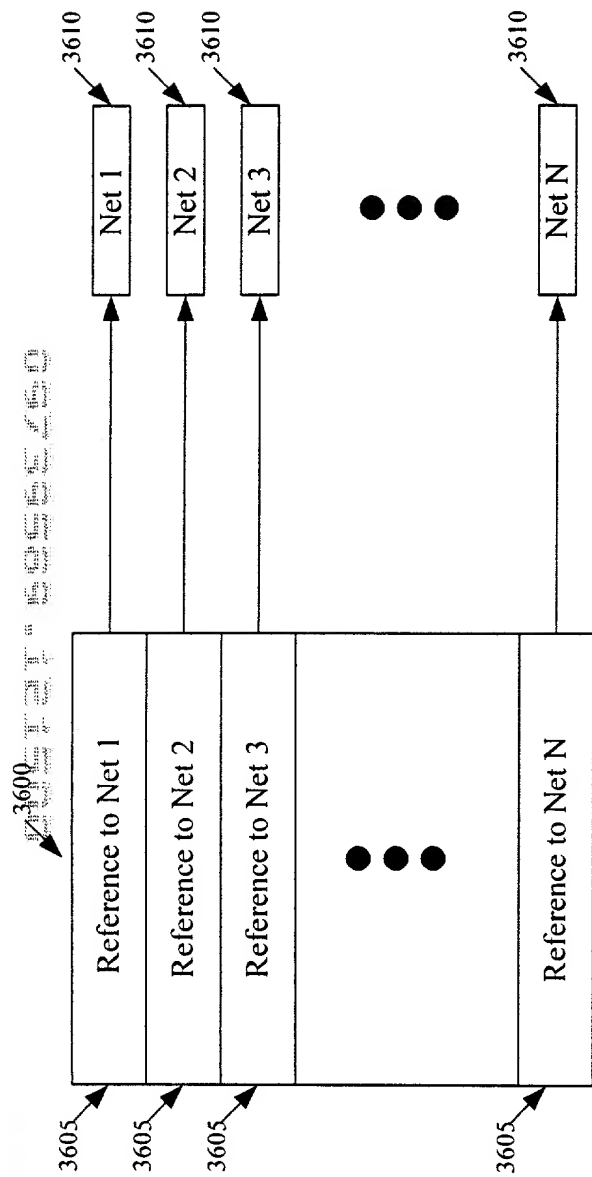 3600
3605
Reference to Net 1
Net 1
3610
3605
Reference to Net 2
Net 2
3610
3605
Reference to Net 3
Net 3
3610
3605
Reference to Net N
Net N
3610